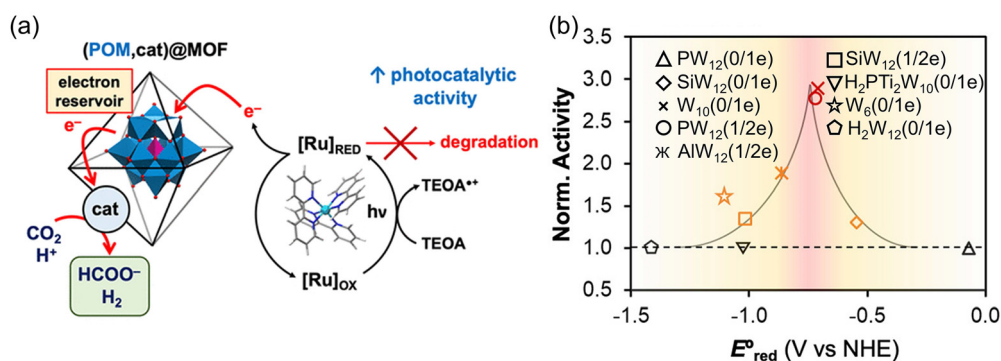 (a)
(POM,cat)@MOF
electron
reservoir
e⁻
e⁻
↑ photocatalytic
activity
[Ru]RED
degradation
TEOA•+
hν
TEOA
[Ru]OX
cat
CO₂
H⁺
HCOO⁻
H₂
(b)
Norm. Activity
3.5
3.0
2.5
2.0
1.5
1.0
0.5
PW₁₂(0/1e)
SiW₁₂(1/2e)
SiW₁₂(0/1e)
H₂PTi₂W₁₀(0/1e)
W₁₀(0/1e)
W₆(0/1e)
PW₁₂(1/2e)
H₂W₁₂(0/1e)
AlW₁₂(1/2e)
-1.5
-1.0
-0.5
0.0
E⁰red (V vs NHE)